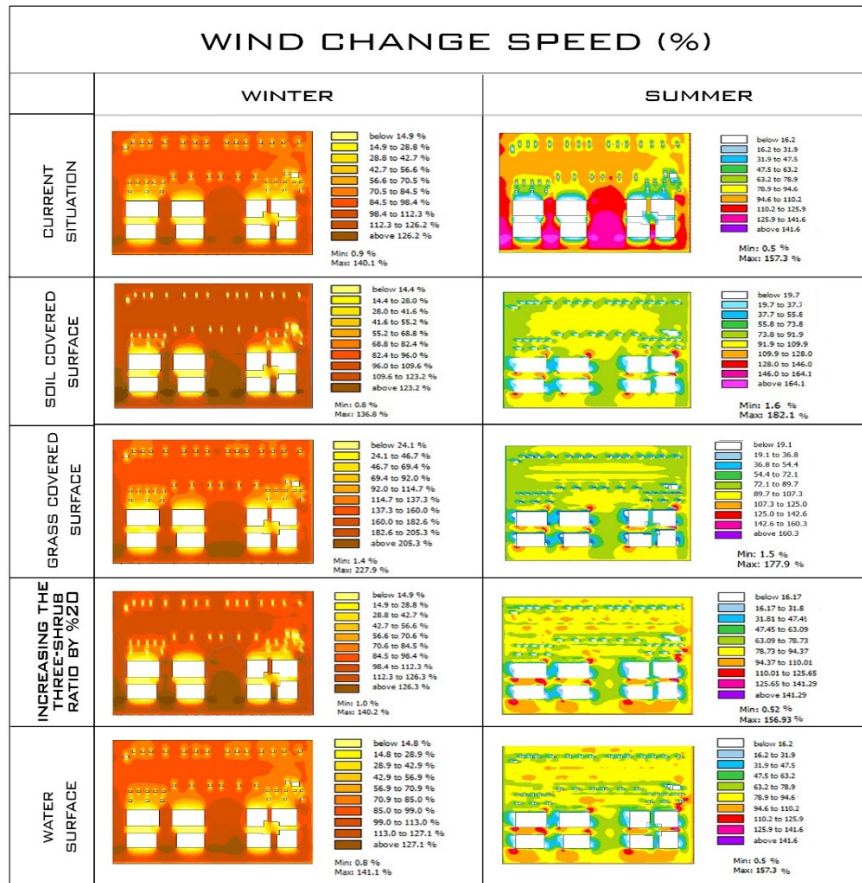 WIND CHANGE SPEED (%)
WINTER
SUMMER
CURRENT
SITUATION
below 14.9 %
14.9 to 28.8 %
28.8 to 42.7 %
42.7 to 56.6 %
56.6 to 70.5 %
70.5 to 84.5 %
84.5 to 98.4 %
98.4 to 112.3 %
112.3 to 126.2 %
above 126.2 %
Min: 0.9 %
Max: 140.1 %
below 16.2
16.2 to 31.9
31.9 to 47.5
47.5 to 63.2
63.2 to 78.9
78.9 to 94.6
94.6 to 110.2
110.2 to 125.9
125.9 to 141.6
above 141.6
Min: 0.5 %
Max: 157.3 %
SOIL COVERED
SURFACE
below 14.4 %
14.4 to 28.0 %
28.0 to 41.6 %
41.6 to 55.2 %
55.2 to 68.8 %
68.8 to 82.4 %
82.4 to 96.0 %
96.0 to 109.6 %
109.6 to 123.2 %
above 123.2 %
Min: 0.8 %
Max: 136.8 %
below 19.7
19.7 to 37.7
37.7 to 55.8
55.8 to 73.8
73.8 to 91.9
91.9 to 109.9
109.9 to 128.0
128.0 to 146.0
146.0 to 164.1
above 164.1
Min: 1.6 %
Max: 182.1 %
GRASS COVERED
SURFACE
below 24.1 %
24.1 to 46.7 %
46.7 to 69.4 %
69.4 to 92.0 %
92.0 to 114.7 %
114.7 to 137.3 %
137.3 to 160.0 %
160.0 to 182.6 %
182.6 to 205.3 %
above 205.3 %
Min: 1.4 %
Max: 227.9 %
below 19.1
19.1 to 36.8
36.8 to 54.4
54.4 to 72.1
72.1 to 89.7
89.7 to 107.3
107.3 to 125.0
125.0 to 142.6
142.6 to 160.3
above 160.3
Min: 1.5 %
Max: 177.9 %
INCREASING THE
THREE-SHRUB
RATIO BY %20
below 14.9 %
14.9 to 28.8 %
28.8 to 42.7 %
42.7 to 56.6 %
56.6 to 70.6 %
70.6 to 84.5 %
84.5 to 98.4 %
98.4 to 112.3 %
112.3 to 126.3 %
above 126.3 %
Min: 1.0 %
Max: 140.2 %
below 16.17
16.17 to 31.8
31.81 to 47.45
47.45 to 63.09
63.09 to 78.73
78.73 to 94.37
94.37 to 110.01
110.01 to 125.65
125.65 to 141.29
above 141.29
Min: 0.52 %
Max: 156.93 %
WATER
SURFACE
below 14.8 %
14.8 to 28.9 %
28.9 to 42.9 %
42.9 to 56.9 %
56.9 to 70.9 %
70.9 to 85.0 %
85.0 to 99.0 %
99.0 to 113.0 %
113.0 to 127.1 %
above 127.1 %
Min: 0.8 %
Max: 141.1 %
below 16.2
16.2 to 31.9
31.9 to 47.5
47.5 to 63.2
63.2 to 78.9
78.9 to 94.6
94.6 to 110.2
110.2 to 125.9
125.9 to 141.6
above 141.6
Min: 0.5 %
Max: 157.3 %